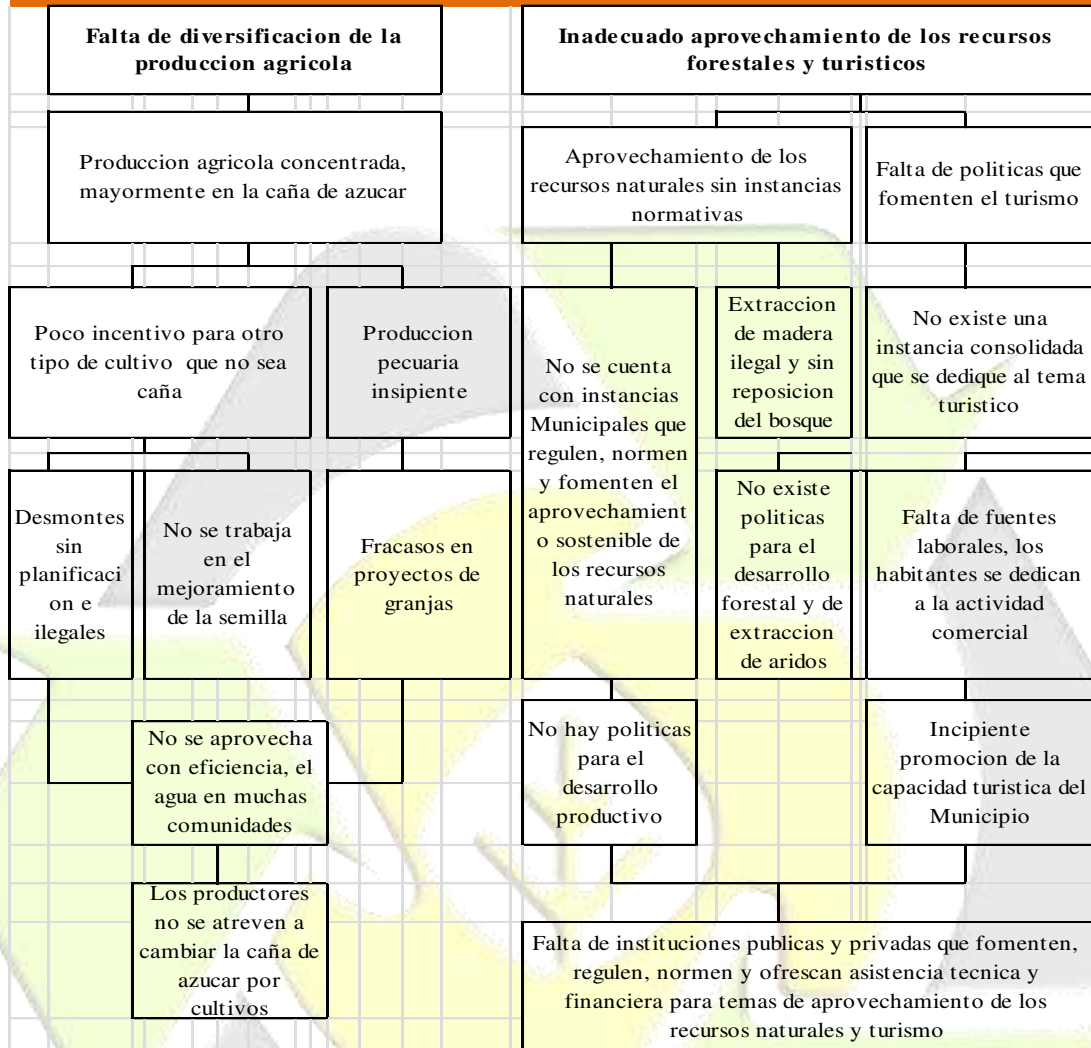 Falta de diversificacion de la
produccion agricola
Produccion agricola concentrada,
mayormente en la caña de azucar
Poco incentivo para otro
tipo de cultivo que no sea
caña
Produccion
pecuaria
insipiente
Desmontes
sin
planificaci
on e
ilegales
No se trabaja
en el
mejoramiento
de la semilla
Fracasos en
proyectos de
granjas
No se aprovecha
con eficiencia, el
agua en muchas
comunidades
Los productores
no se atreven a
cambiar la caña de
azucar por
cultivos
Inadecuado aprovechamiento de los recursos
forestales y turisticos
Aprovechamiento de los
recursos naturales sin instancias
normativas
Falta de politicas que
fomenten el turismo
No se cuenta
con instancias
Municipales que
regulen, normen
y fomenten el
aprovechamient
o sostenible de
los recursos
naturales
Extraccion
de madera
ilegal y sin
reposicion
del bosque
No existe una
instancia consolidada
que se dedique al tema
turistico
No existe
politicas
para el
desarrollo
forestal y de
extraccion
de aridos
Falta de fuentes
laborales, los
habitantes se dedican
a la actividad
comercial
No hay politicas
para el
desarrollo
productivo
Incipiente
promocion de la
capacidad turistica del
Municipio
Falta de instituciones publicas y privadas que fomenten,
regulen, normen y ofrescan asistencia tecnica y
financiera para temas de aprovechamiento de los
recursos naturales y turismo